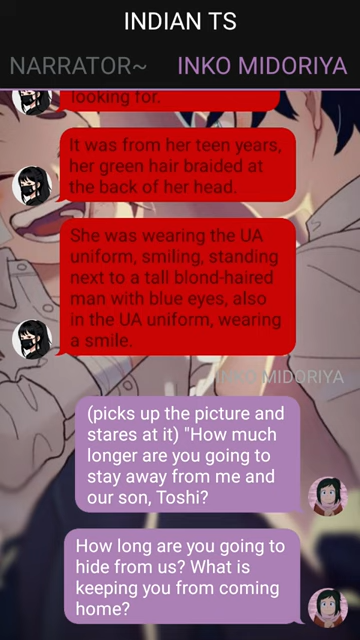 INDIAN TS
NARRATOR~ INKO MIDORIYA
looking for.
It was from her teen years,
her green hair braided at
the back of her head.
She was wearing the UA
uniform, smiling, standing
next to a tall blond-haired
man with blue eyes, also
in the UA uniform, wearing
a smile.
INKO MIDORIYA
(picks up the picture and
stares at it) "How much
longer are you going to
stay away from me and
our son, Toshi?
How long are you going to
hide from us? What is
keeping you from coming
home?